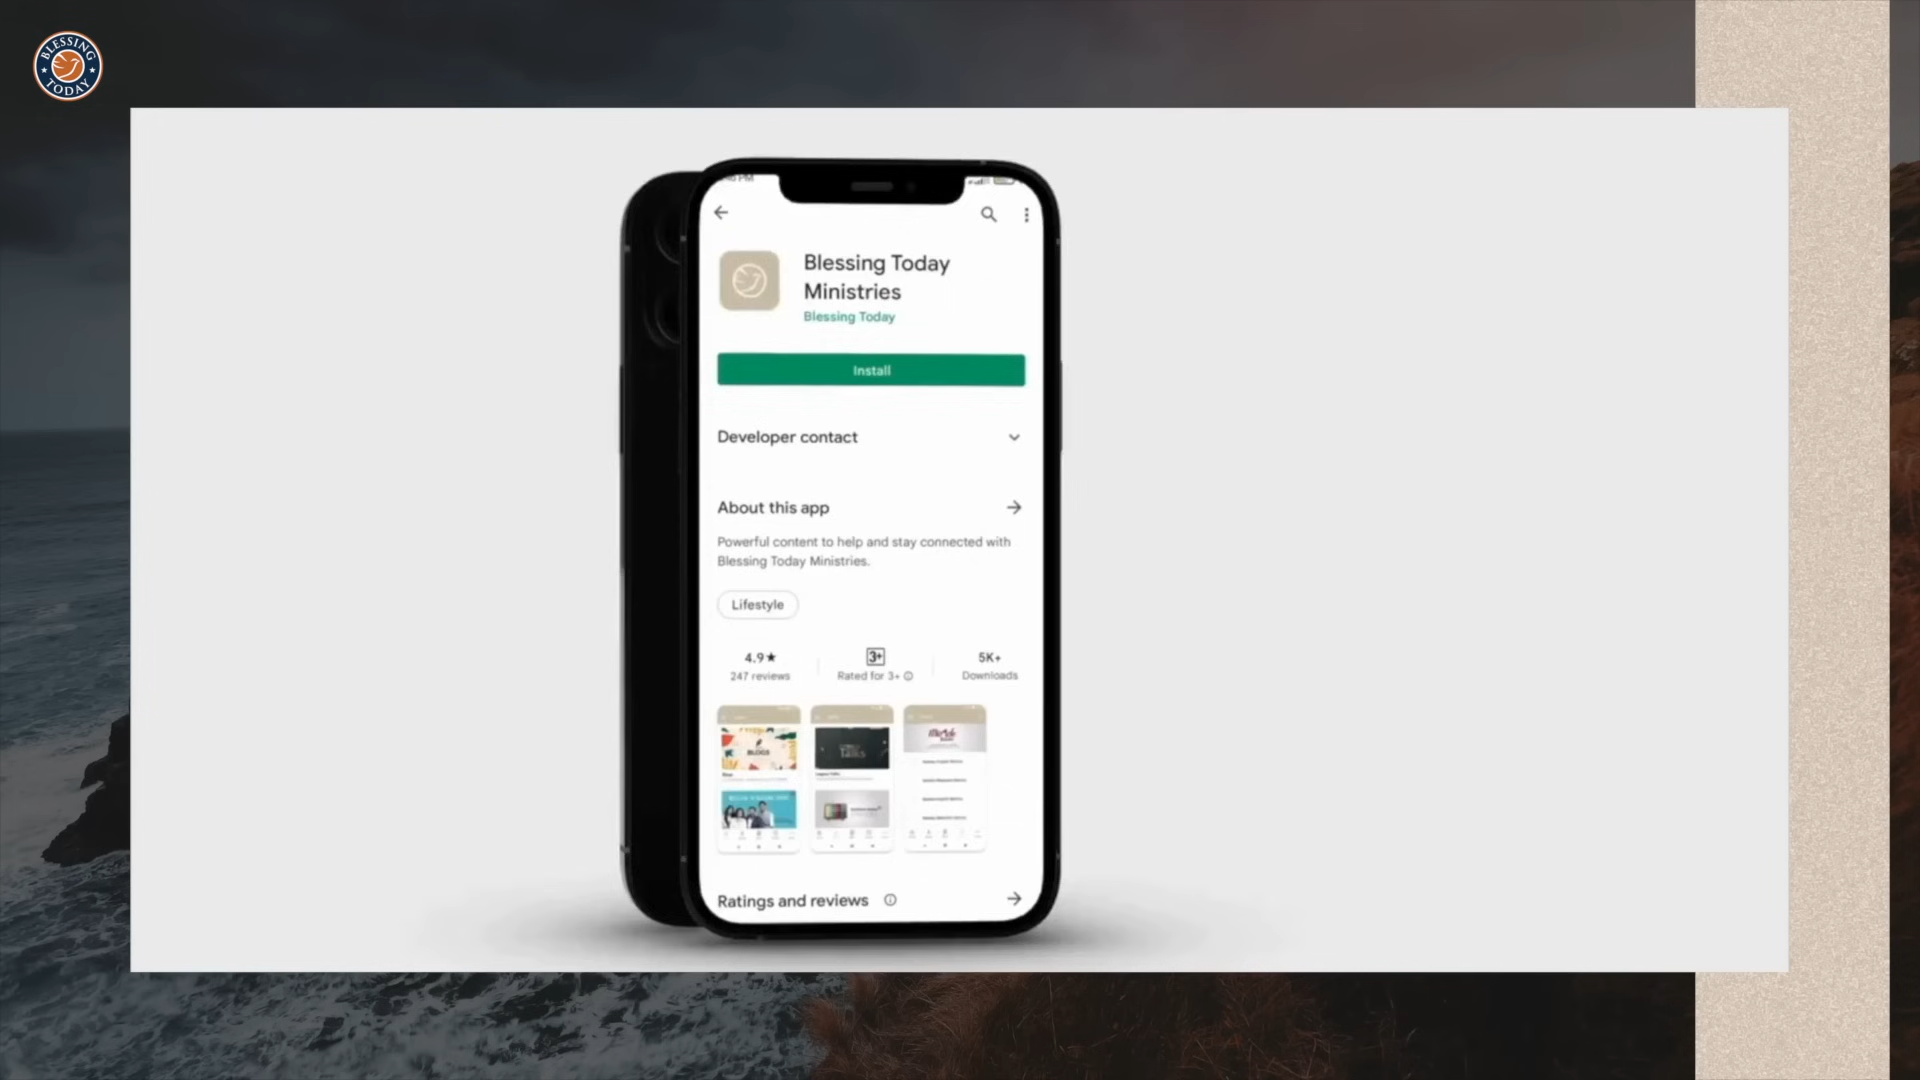 BLESSING
TODAY
Blessing Today
Ministries
Blessing Today
Install
Developer contact
About this app
Powerful content to help and stay connected with
Blessing Today Ministries.
Lifestyle
4.9★
247 reviews
3+
Rated for 3+
5K+
Downloads
BLOGS
Talks
Ratings and reviews